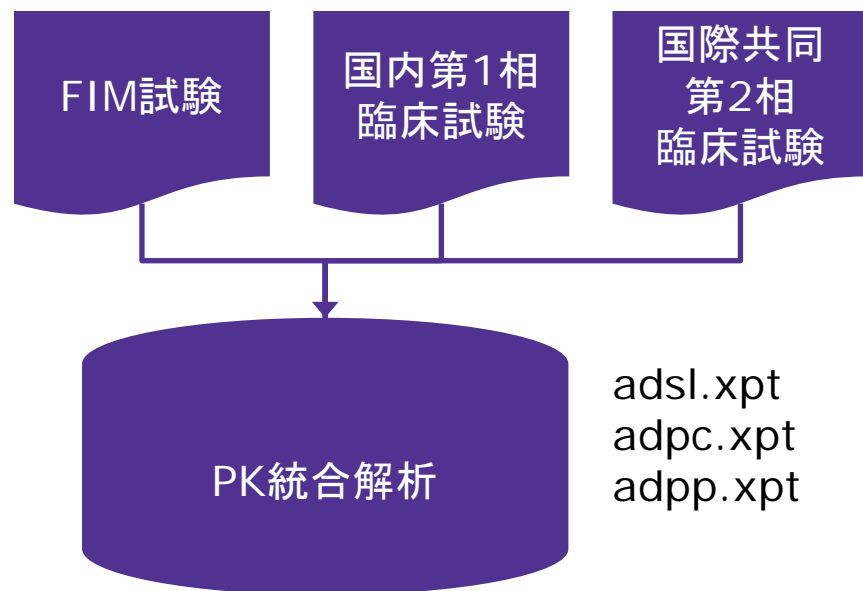 FIM試験
国内第1相
臨床試験
国際共同
第2相
臨床試験
PK統合解析
adsl.xpt
adpc.xpt
adpp.xpt